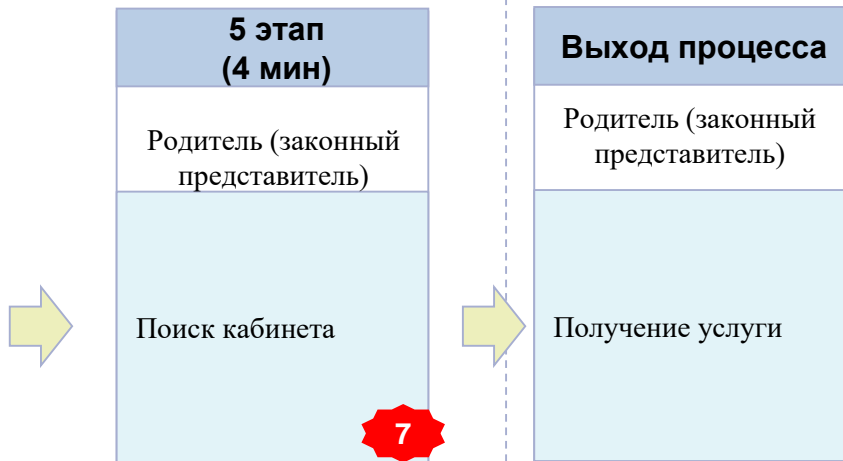 5 этап
(4 мин)
Родитель (законный
представитель)
Поиск кабинета
7
Выход процесса
Родитель (законный
представитель)
Получение услуги